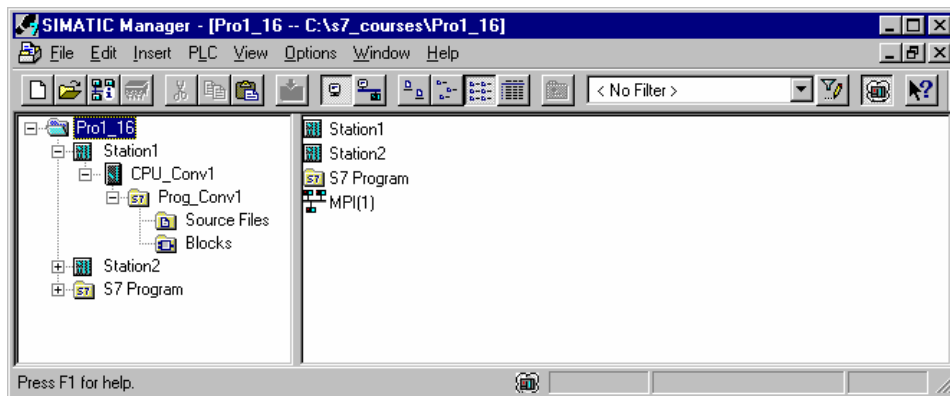 SIMATIC Manager - [Pro1_16 -- C:\s7_courses\Pro1_16]
File Edit Insert PLC View Options Window Help
< No Filter >
Pro1_16
Station1
CPU_Conv1
Prog_Conv1
Source Files
Blocks
Station2
S7 Program
Station1
Station2
S7 Program
MPI(1)
Press F1 for help.